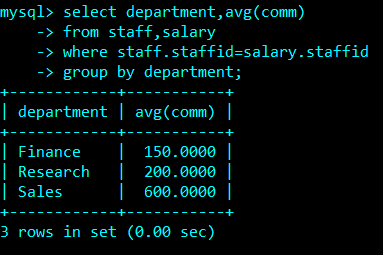 mysql> select department,avg(comm)
    -> from staff,salary
    -> where staff.staffid=salary.staffid
    -> group by department;
+------------+-----------+
| department | avg(comm) |
+------------+-----------+
| Finance    |  150.0000 |
| Research   |  200.0000 |
| Sales      |  600.0000 |
+------------+-----------+
3 rows in set (0.00 sec)